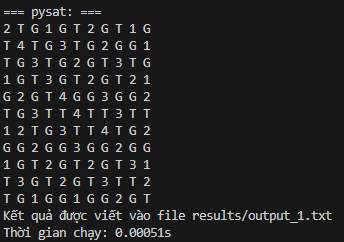 === pysat: ===
2 T G 1 G T 2 G T 1 G
T 4 T G 3 T G 2 G G 1
T G 3 T G 2 G T 3 T G
1 G T 3 G T 2 G T 2 1
G 2 G T 4 G G 3 G G 2
T G 3 T T 4 T T 3 T T
1 2 T G 3 T T 4 T G 2
G G 2 G G 3 G G 2 G G
1 G T 2 G T 2 G T 3 1
T 3 G T 2 G T 3 T T 2
T G 1 G G 1 G G 2 G T
Kết quả được viết vào file results/output_1.txt
Thời gian chạy: 0.00051s